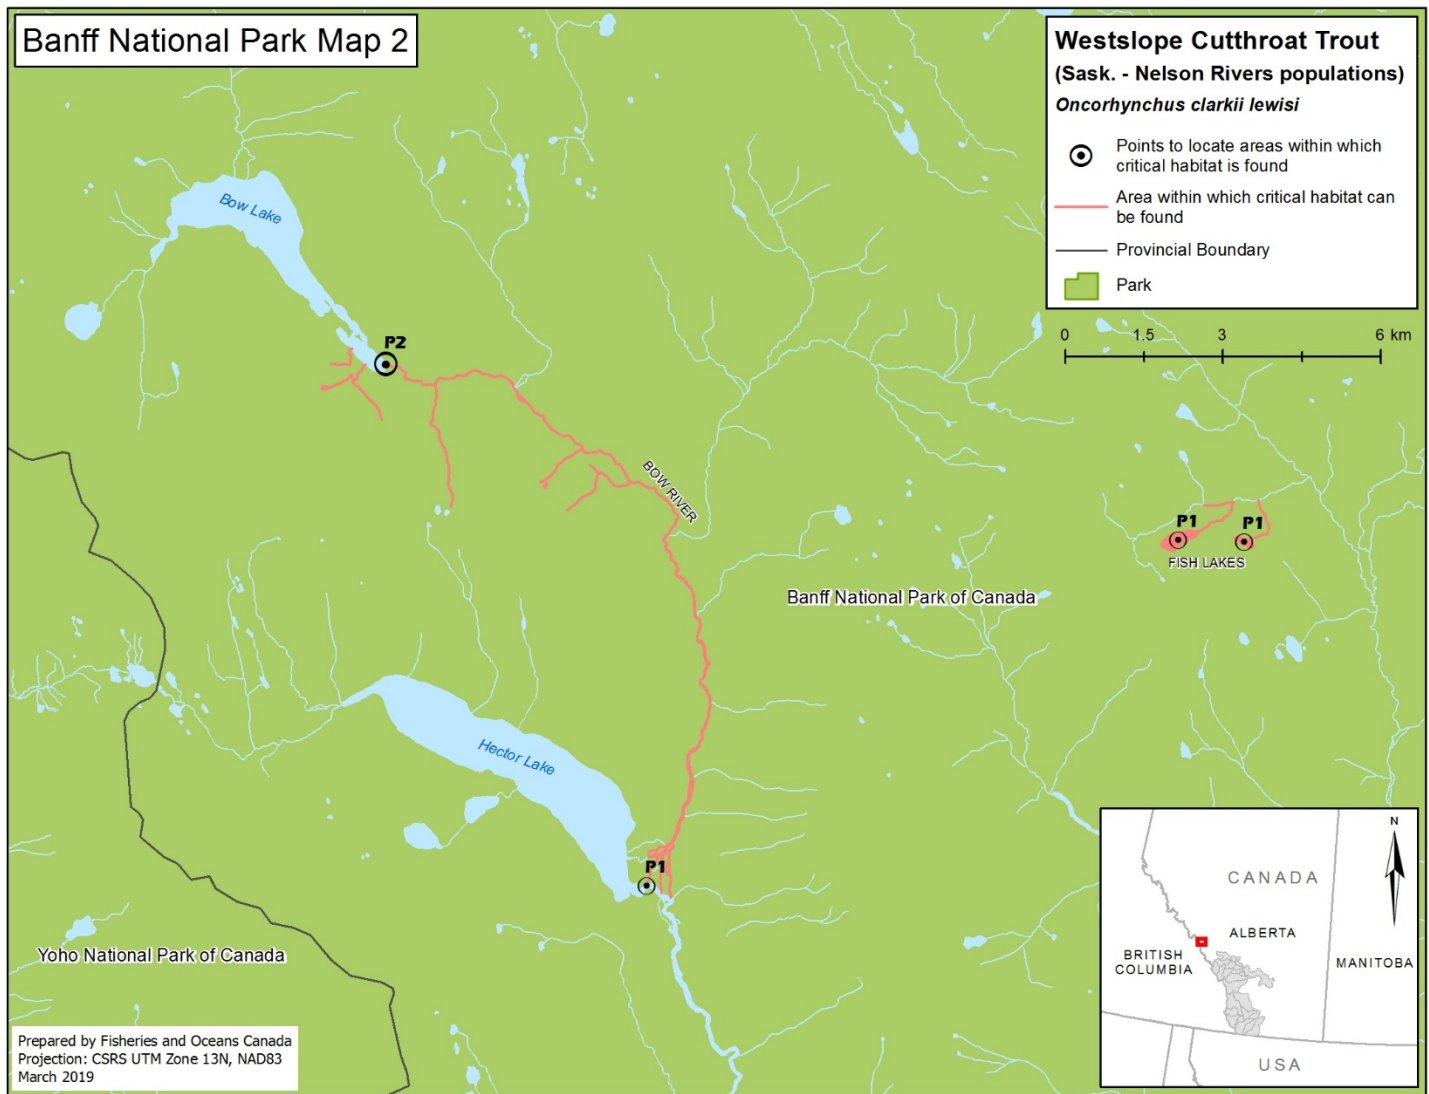 Banff National Park Map 2
Westslope Cutthroat Trout
(Sask. - Nelson Rivers populations)
Oncorhynchus clarkii lewisi
Points to locate areas within which
critical habitat is found
Area within which critical habitat can
be found
Provincial Boundary
Park
0 1.5 3 6 km
Bow Lake
P2
BOW RIVER
P1
P1
FISH LAKES
Banff National Park of Canada
Hector Lake
P1
Yoho National Park of Canada
N
CANADA
ALBERTA
BRITISH
COLUMBIA
MANITOBA
USA
Prepared by Fisheries and Oceans Canada
Projection: CSRS UTM Zone 13N, NAD83
March 2019